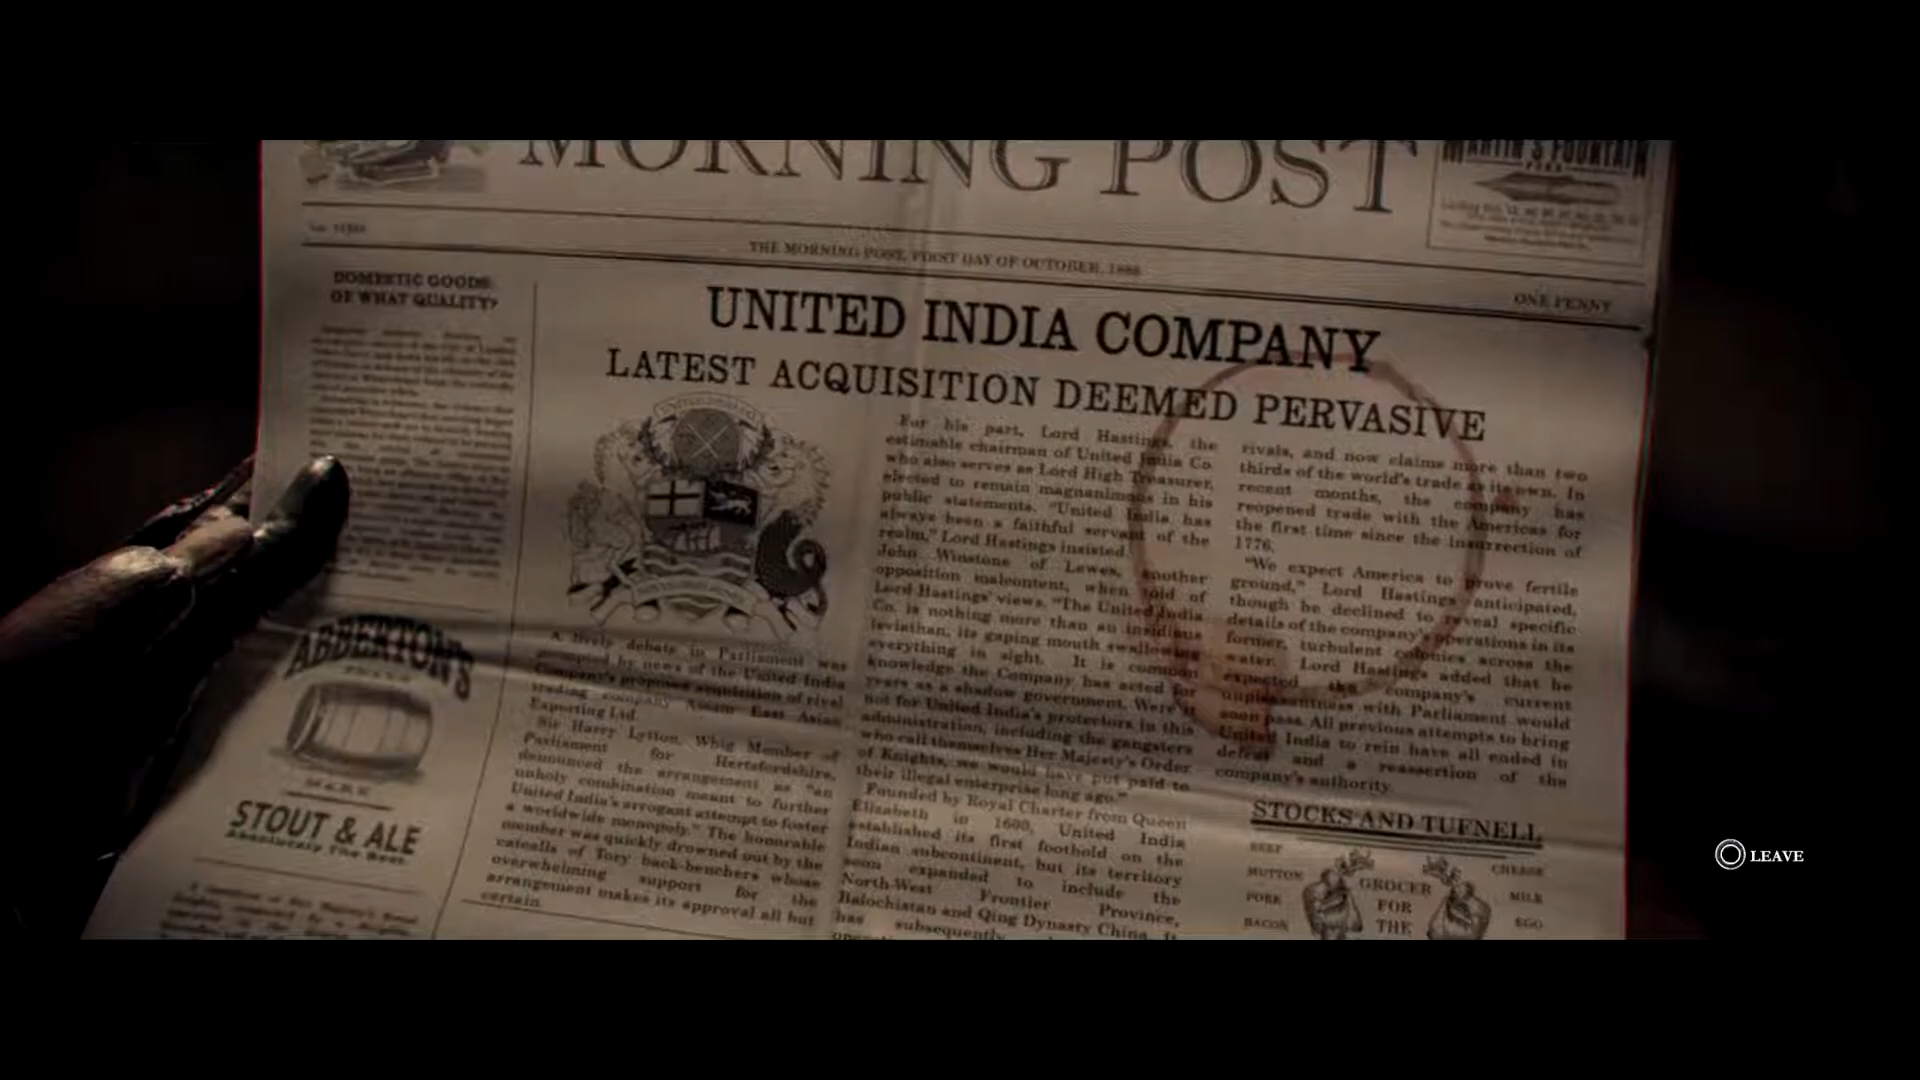 MORNING POST
THE MORNING POST, FIRST DAY OF OCTOBER, 1886
ONE PENNY
DOMESTIC GOODS:
OF WHAT QUALITY?
ABBERTON'S
STOUT & ALE
Absolutely The Best.
UNITED INDIA COMPANY
LATEST ACQUISITION DEEMED PERVASIVE
A lively debate in Parliament was
prompted by news of the United India
Company's proposed acquisition of rival
trading company Assam East Asian
Exporting Ltd.
Sir Harry Lytton, Whig Member of
Parliament for Hertsfordshire,
denounced the arrangement as "an
unholy combination meant to further
United India's arrogant attempt to foster
a worldwide monopoly." The honorable
member was quickly drowned out by the
catcalls of Tory back-benchers whose
overwhelming support for the
arrangement makes its approval all but
certain.
For his part, Lord Hastings, the
estimable chairman of United India Co.
who also serves as Lord High Treasurer,
elected to remain magnanimous in his
public statements. "United India has
always been a faithful servant of the
realm," Lord Hastings insisted.
John Winstone of Lewes, another
opposition malcontent, when told of
Lord Hastings' views. "The United India
Co. is nothing more than an insidious
leviathan, its gaping mouth swallowing
everything in sight. It is common
knowledge the Company has acted for
years as a shadow government. Were it
not for United India's protectors in this
administration, including the gangsters
who call themselves Her Majesty's Order
of Knights, we would have put paid to
their illegal enterprise long ago."
Founded by Royal Charter from Queen
Elizabeth in 1600, United India
established its first foothold on the
Indian subcontinent, but its territory
soon expanded to include the
North-West Frontier Province,
Balochistan and Qing Dynasty China. It
has subsequently
rivals, and now claims more than two
thirds of the world's trade as its own. In
recent months, the company has
reopened trade with the Americas for
the first time since the insurrection of
1776.
"We expect America to prove fertile
ground," Lord Hastings anticipated,
though he declined to reveal specific
details of the company's operations in its
former, turbulent colonies across the
water. Lord Hastings added that he
expected the company's current
unpleasantness with Parliament would
soon pass. All previous attempts to bring
United India to rein have all ended in
defeat and a reassertion of the
company's authority.
STOCKS AND TUFNELL
BEEF
MUTTON
PORK
BACON
GROCER
FOR
THE
CHEESE
MILK
EGG
LEAVE